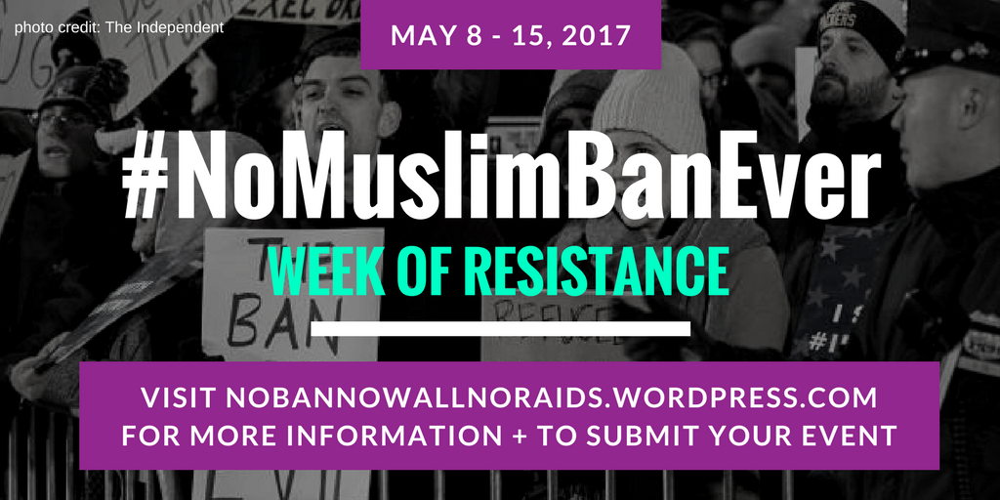 photo credit: The Independent
MAY 8 - 15, 2017
#NoMuslimBanEver
WEEK OF RESISTANCE
BAN
VISIT NOBANNOWALLNORAIDS.WORDPRESS.COM
FOR MORE INFORMATION + TO SUBMIT YOUR EVENT